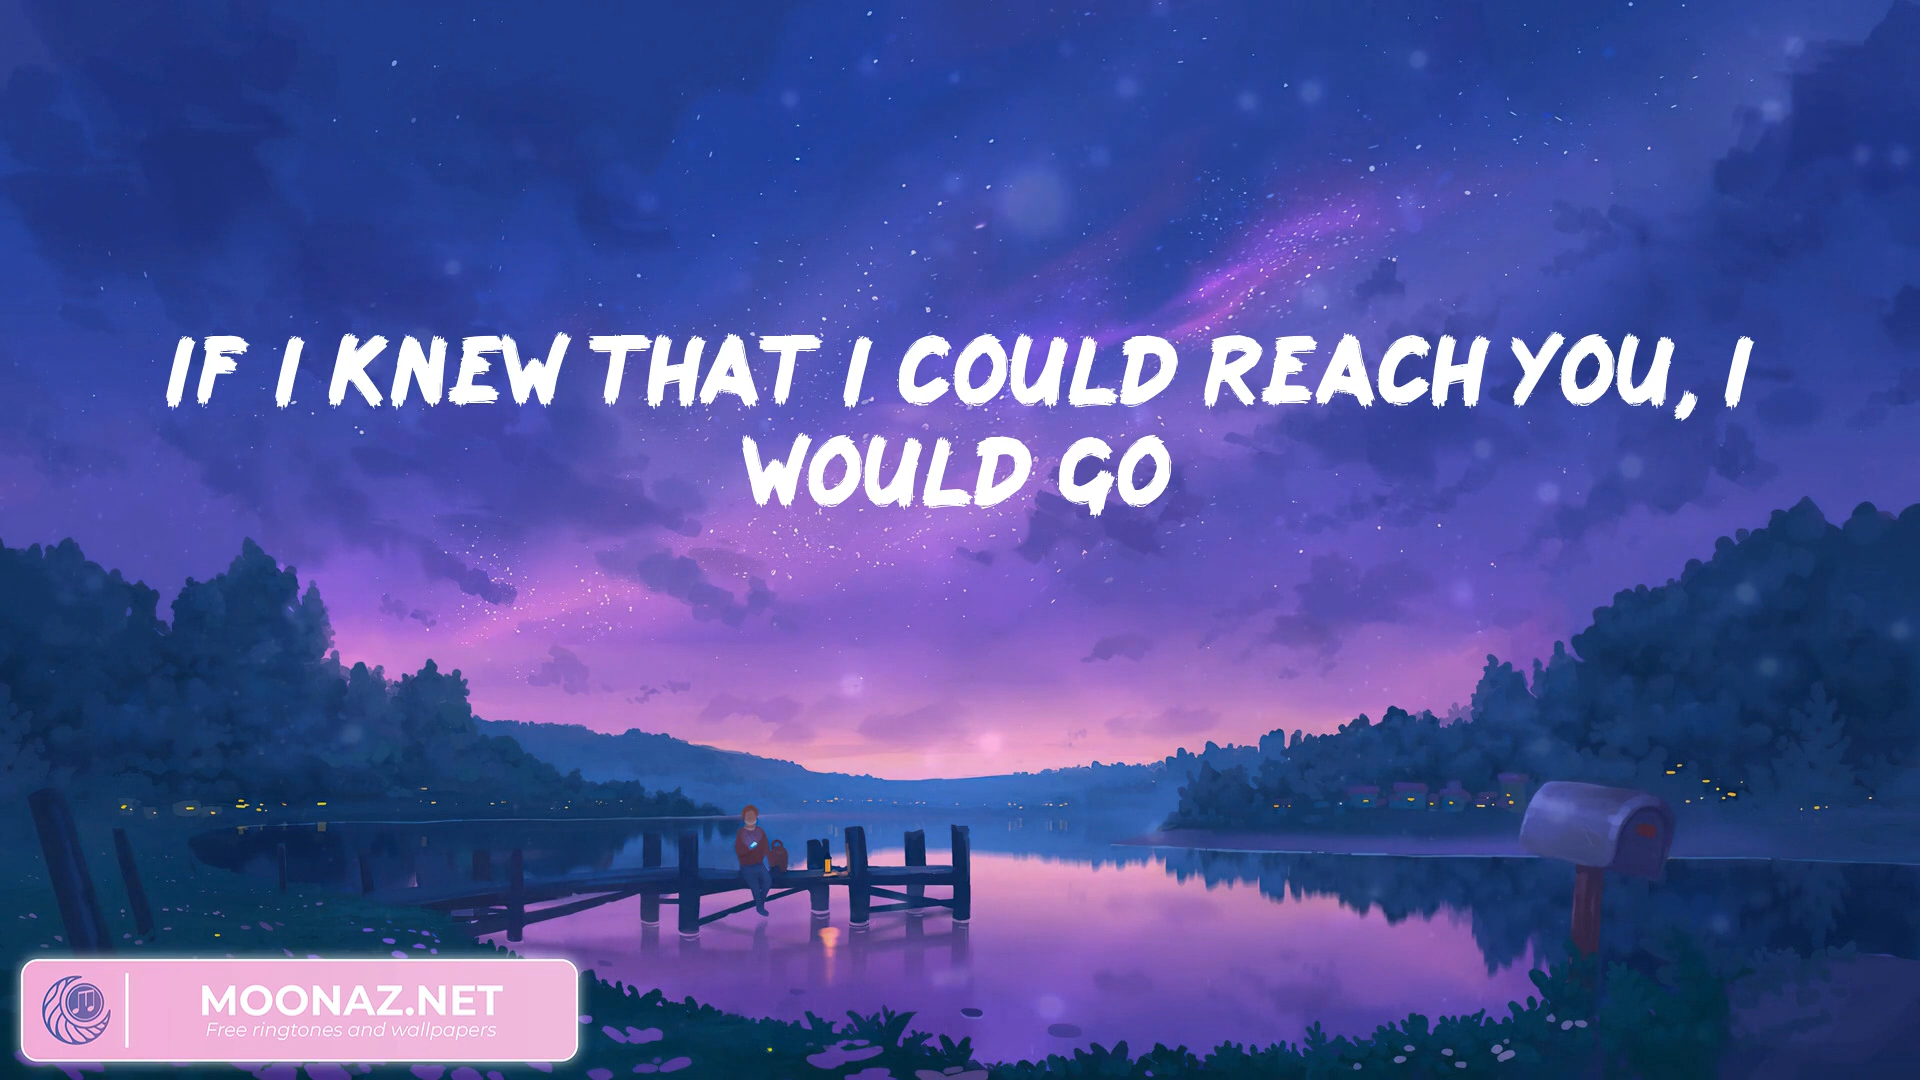 IF I KNEW THAT I COULD REACH YOU, I
WOULD GO
MOONAZ.NET
Free ringtones and wallpapers